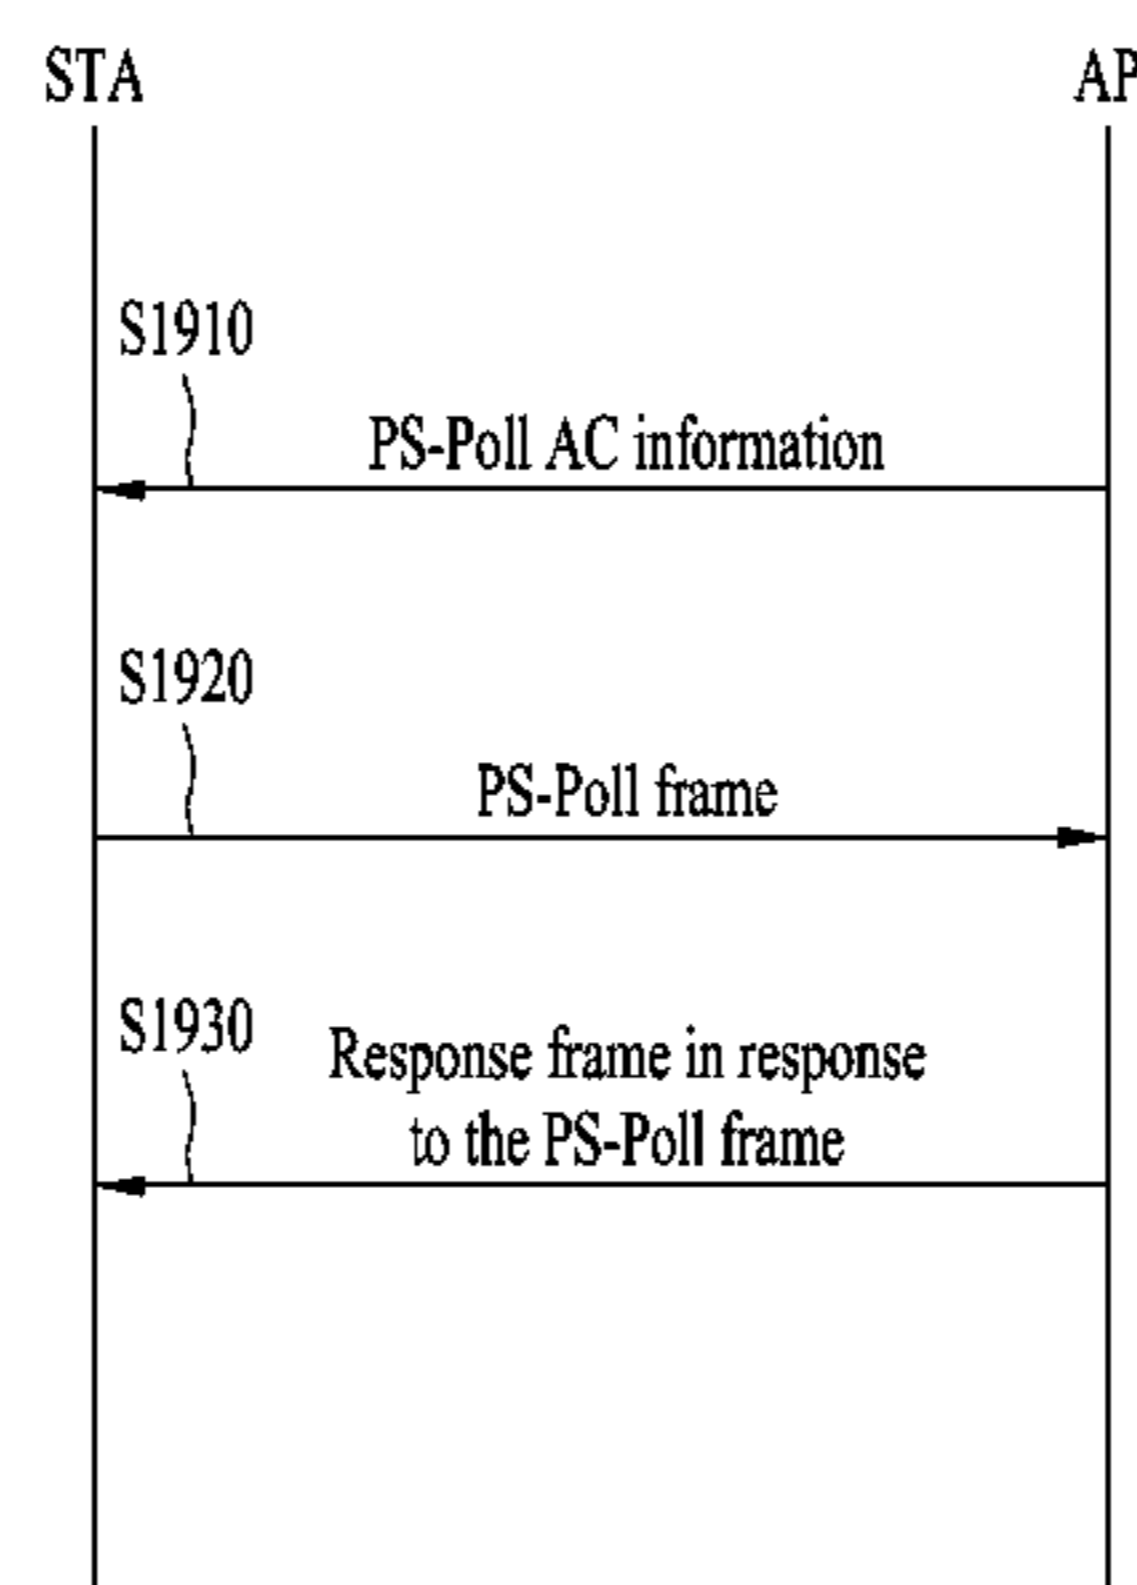 STA
AP
S1910
PS-Poll AC information
S1920
PS-Poll frame
S1930
Response frame in response
to the PS-Poll frame